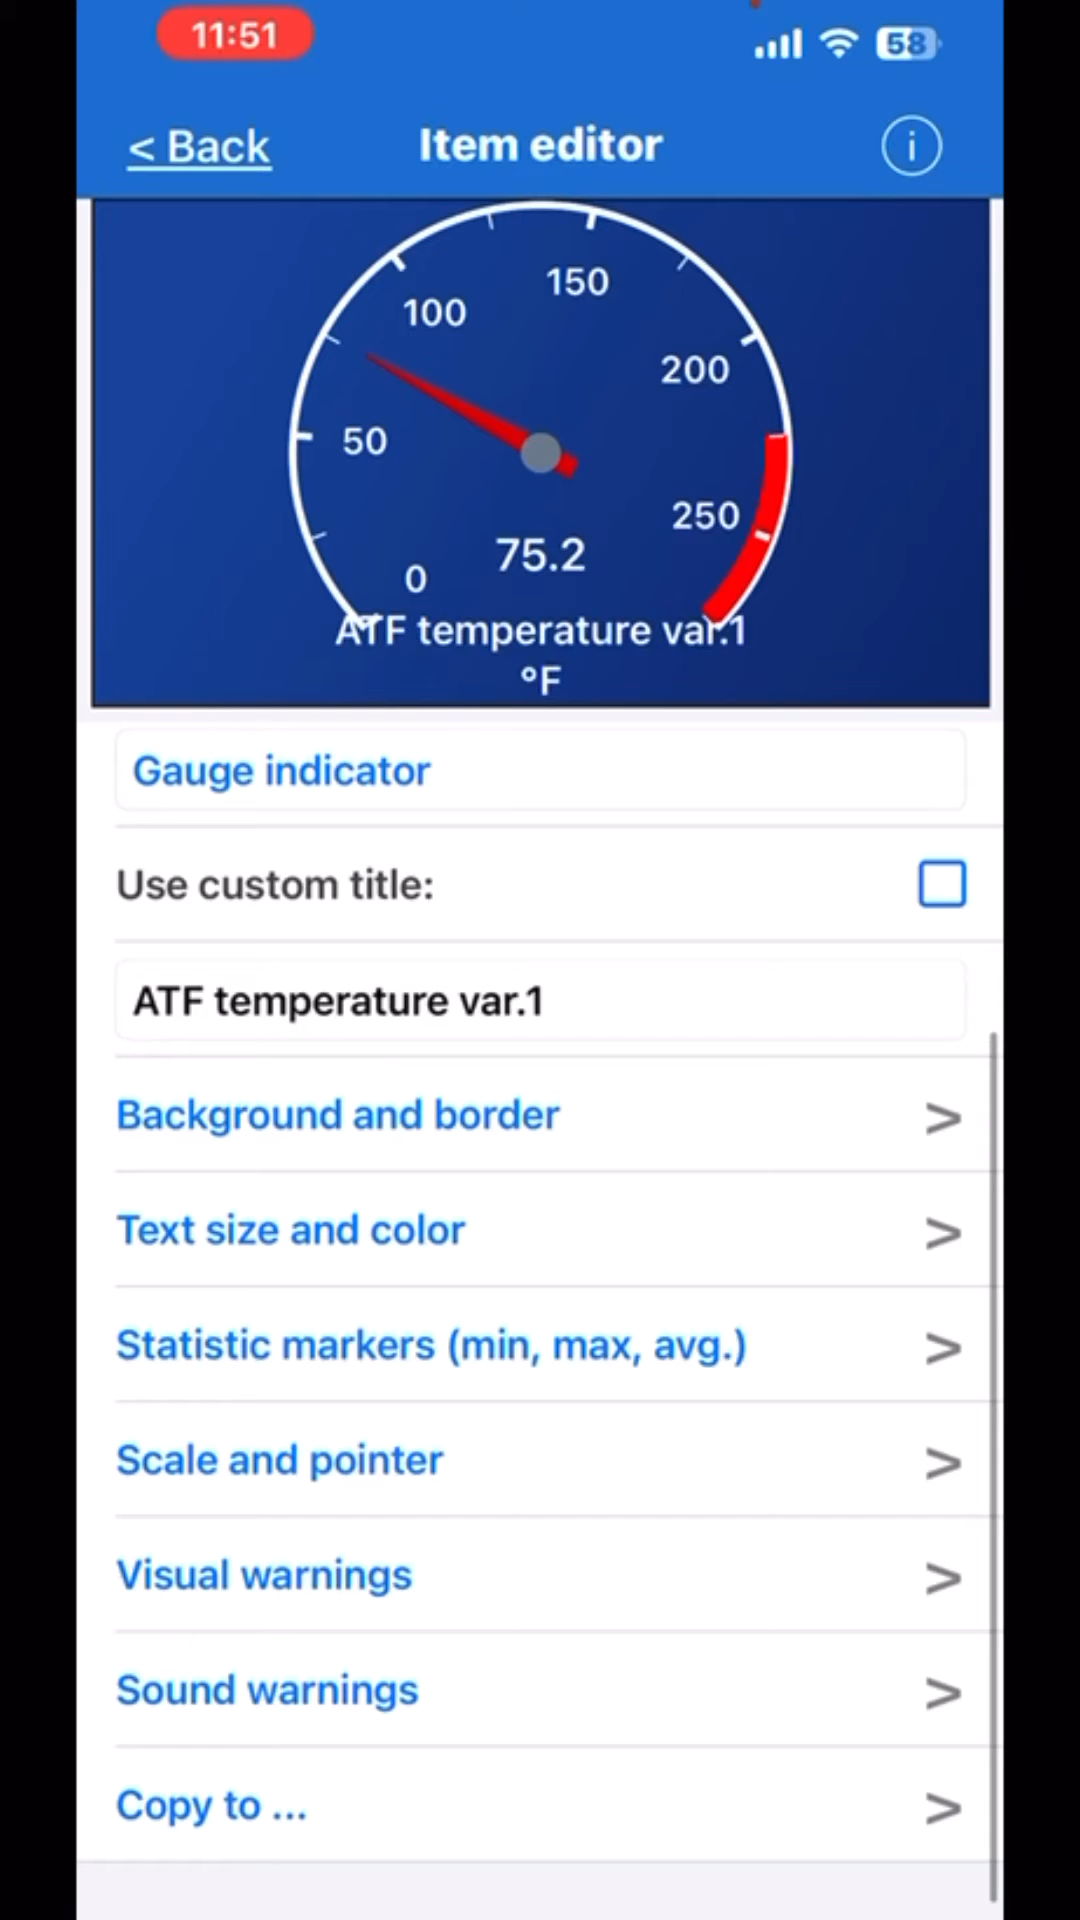 11:51
58
< Back
Item editor
i
150
100
200
50
250
75.2
0
ATF temperature var.1
°F
Gauge indicator
Use custom title:
ATF temperature var.1
Background and border >
Text size and color >
Statistic markers (min, max, avg.) >
Scale and pointer >
Visual warnings >
Sound warnings >
Copy to ... >